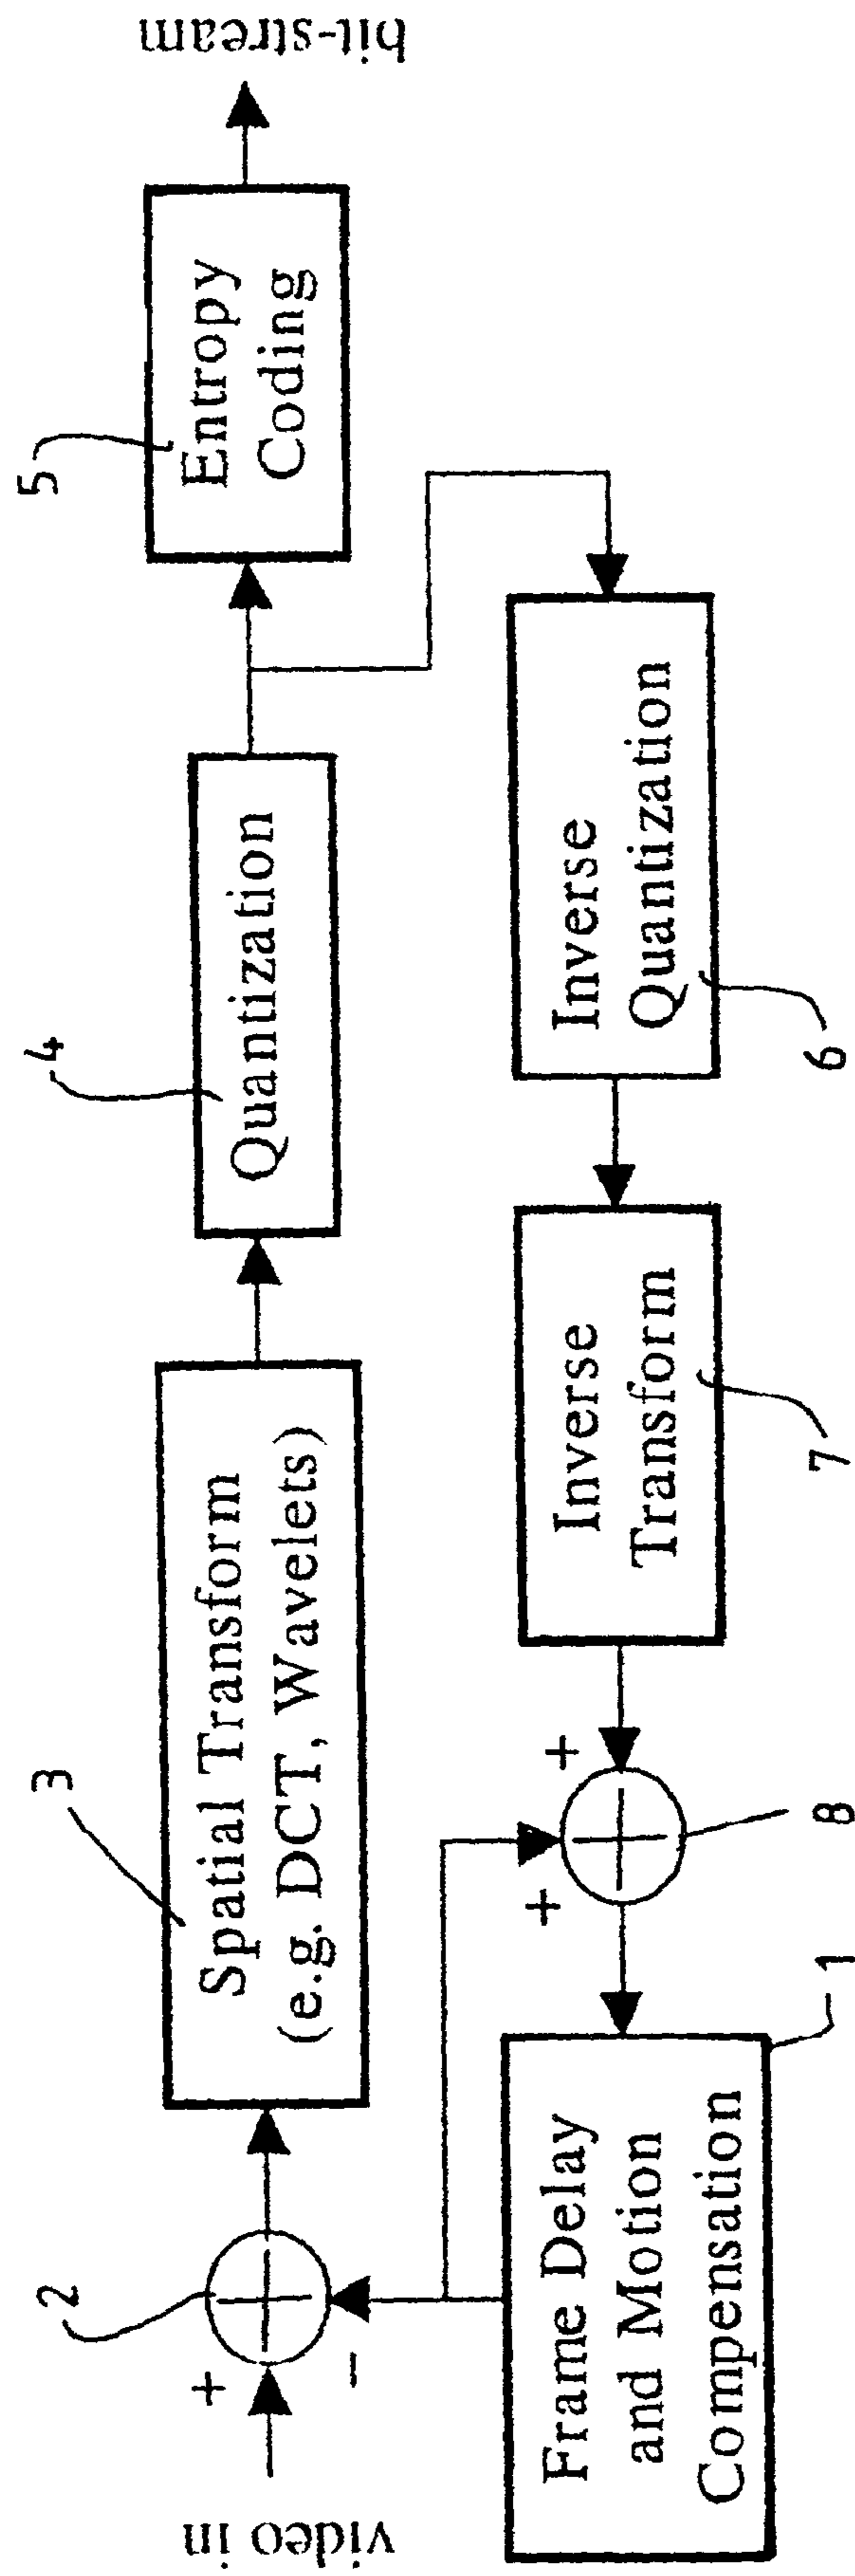 video in
+
−
2
3
Spatial Transform
(e.g. DCT, Wavelets)
4
Quantization
5
Entropy
Coding
bit-stream
Frame Delay
and Motion
Compensation
1
+
+
8
Inverse
Transform
7
Inverse
Quantization
6